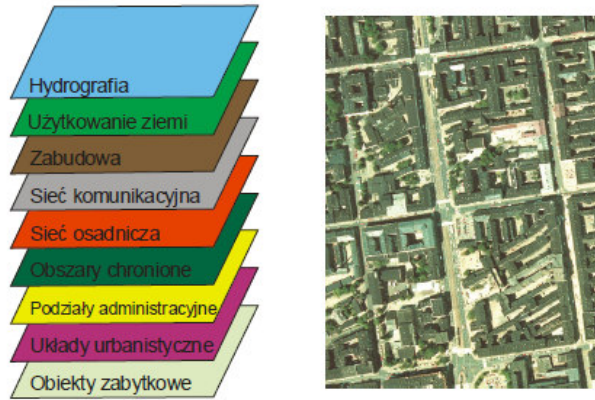 Hydrografia
Użytkowanie ziemi
Zabudowa
Sieć komunikacyjna
Sieć osadnicza
Obszary chronione
Podziały administracyjne
Układy urbanistyczne
Obiekty zabytkowe